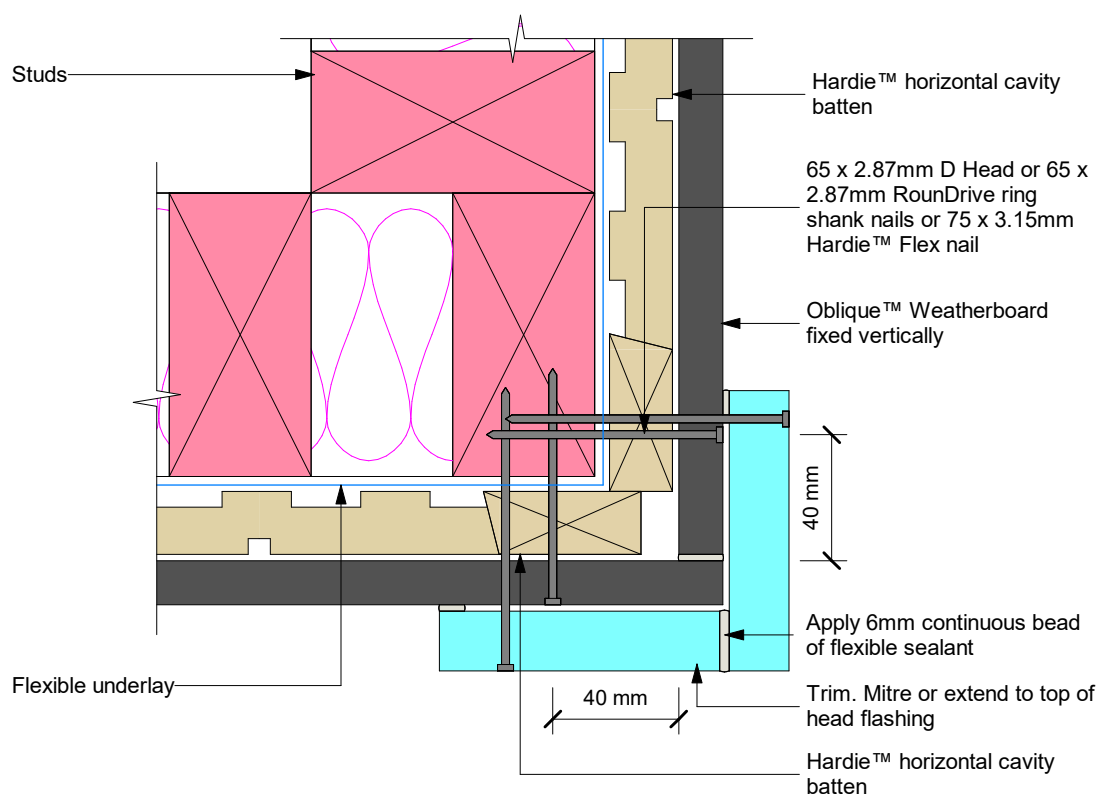 Studs
Hardie™ horizontal cavity
batten
65 x 2.87mm D Head or 65 x
2.87mm RounDrive ring
shank nails or 75 x 3.15mm
Hardie™ Flex nail
Oblique™ Weatherboard
fixed vertically
40 mm
Apply 6mm continuous bead
of flexible sealant
Flexible underlay
40 mm
Trim. Mitre or extend to top of
head flashing
Hardie™ horizontal cavity
batten